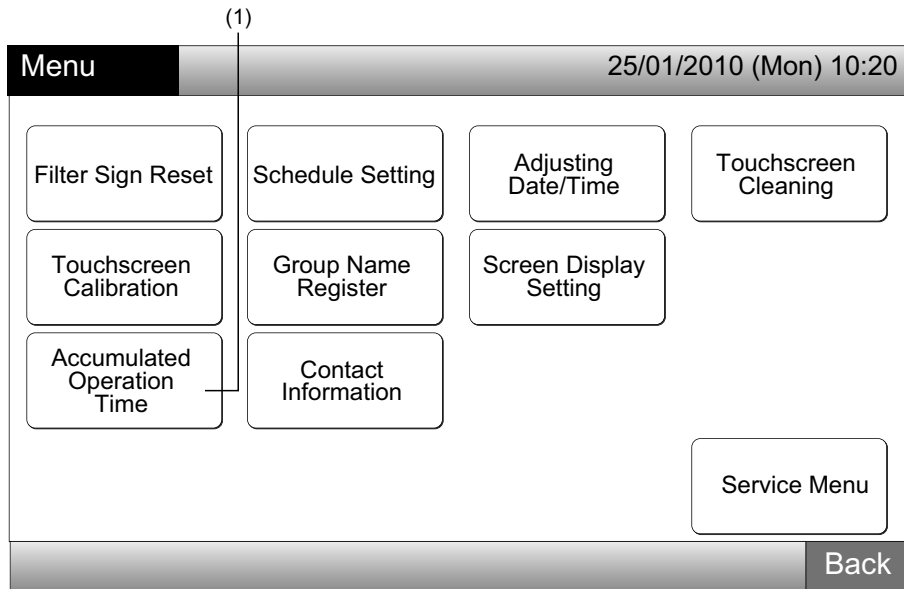 (1)
Menu
25/01/2010 (Mon) 10:20
Filter Sign Reset
Schedule Setting
Adjusting
Date/Time
Touchscreen
Cleaning
Touchscreen
Calibration
Group Name
Register
Screen Display
Setting
Accumulated
Operation
Time
Contact
Information
Service Menu
Back